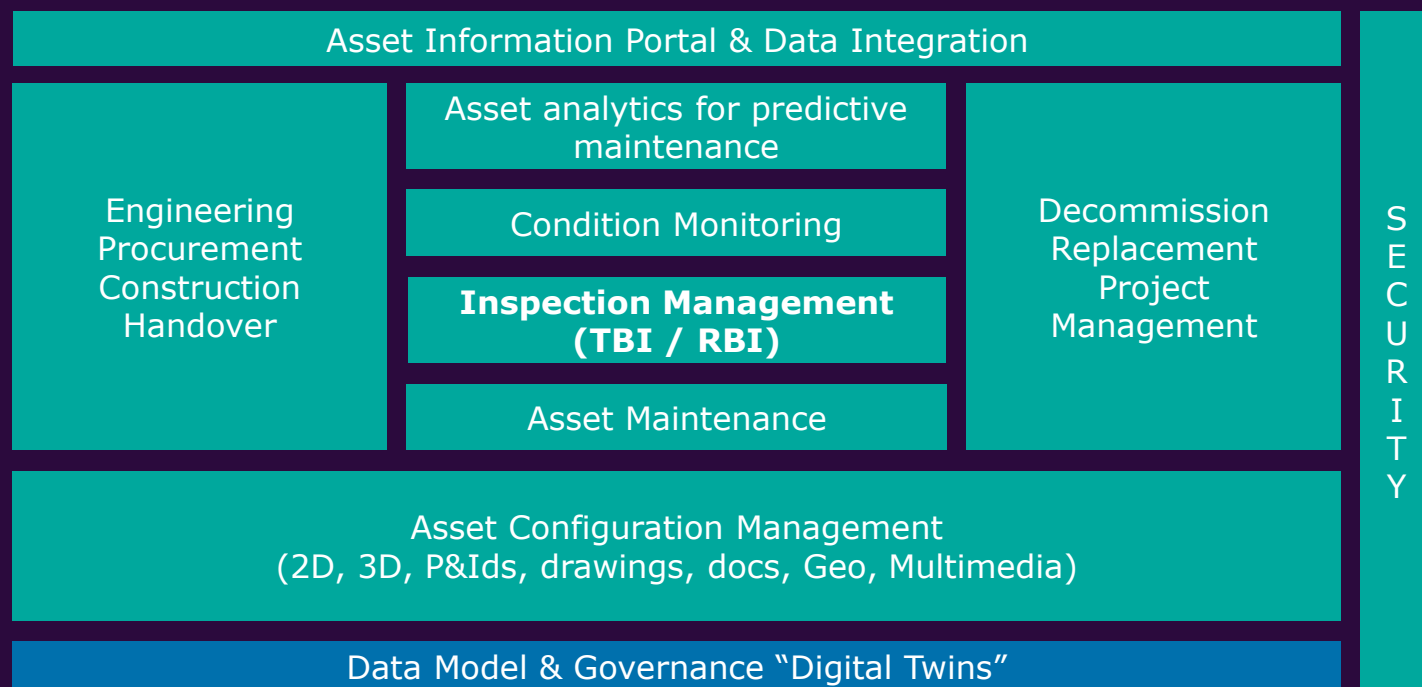 Asset Information Portal & Data Integration
Engineering
Procurement
Construction
Handover
Asset analytics for predictive
maintenance
Condition Monitoring
Inspection Management
(TBI / RBI)
Asset Maintenance
Decommission
Replacement
Project
Management
Asset Configuration Management
(2D, 3D, P&Ids, drawings, docs, Geo, Multimedia)
Data Model & Governance “Digital Twins”
S
E
C
U
R
I
T
Y